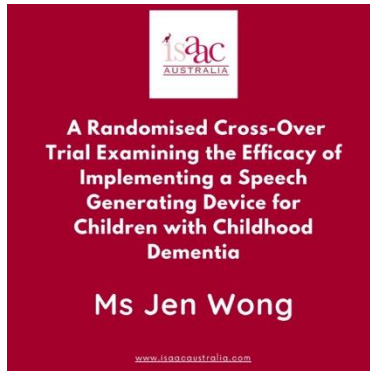 isaac
AUSTRALIA
A Randomised Cross-Over
Trial Examining the Efficacy of
Implementing a Speech
Generating Device for
Children with Childhood
Dementia
Ms Jen Wong
www.isaacaustralia.com